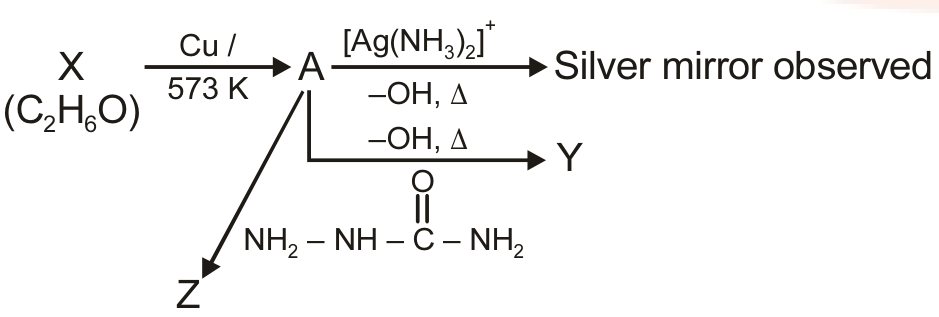 X
(C₂H₆O)
Cu /
573 K
A
[Ag(NH₃)₂]⁺
–OH, Δ
Silver mirror observed
–OH, Δ
Y
O
NH₂ – NH – C – NH₂
Z